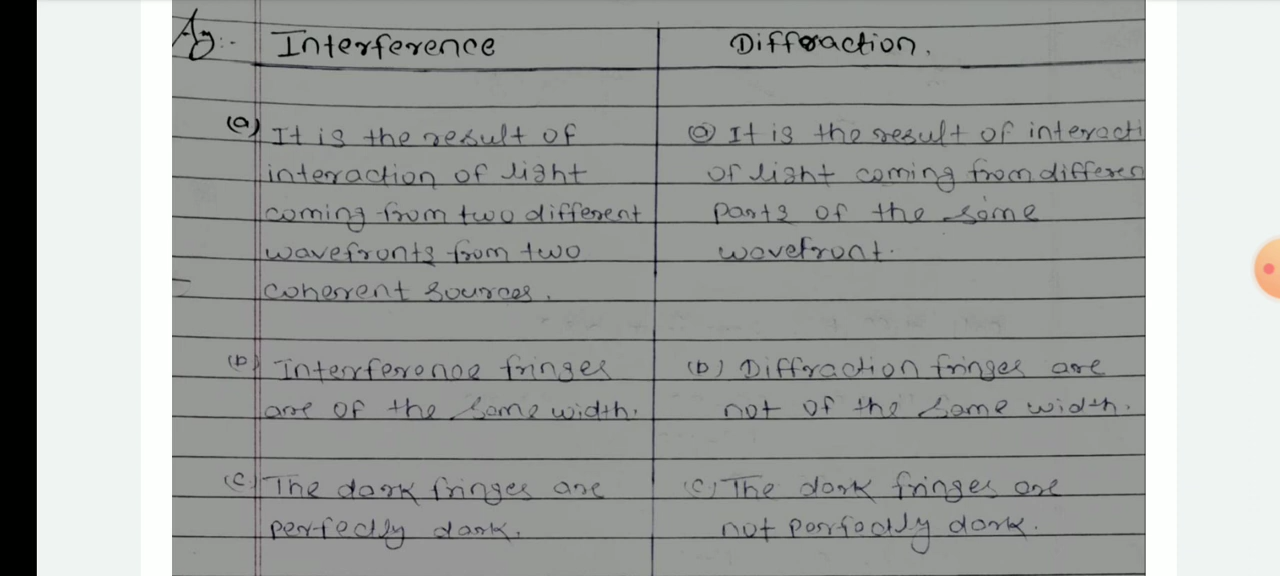 Ans:- Interference
Diffraction.
(a) It is the result of
interaction of light
coming from two different
wavefronts from two
coherent sources.
(a) It is the result of interacti
of light coming from differen
parts of the same
wavefront.
(b) Interference fringes
are of the same width.
(b) Diffraction fringes are
not of the same width.
(c) The dark fringes are
perfectly dark.
(c) The dark fringes are
not perfectly dark.